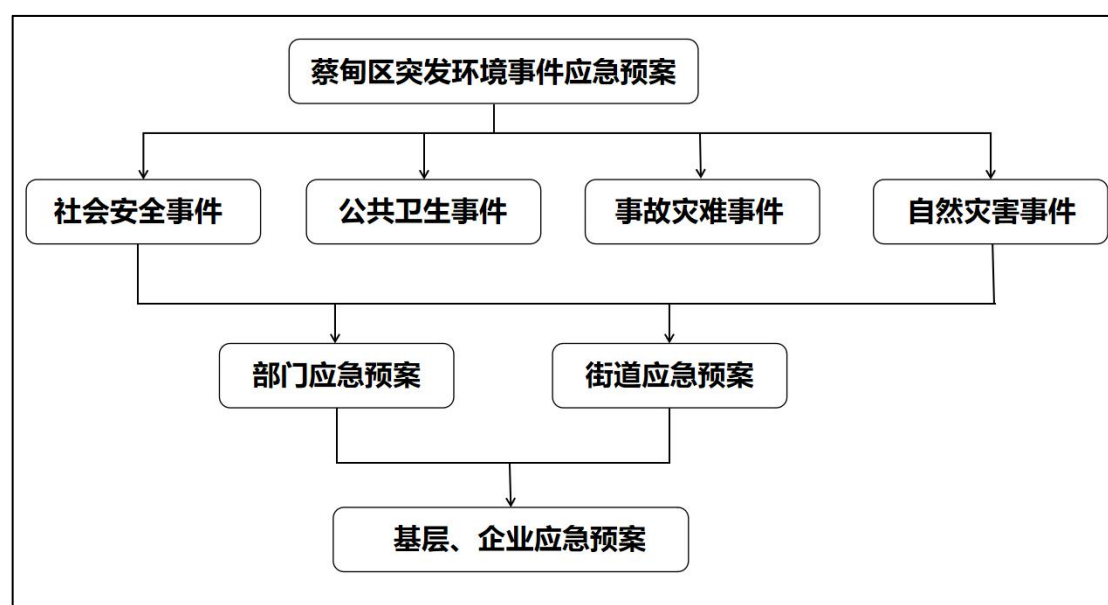 蔡甸区突发环境事件应急预案
社会安全事件
公共卫生事件
事故灾难事件
自然灾害事件
部门应急预案
街道应急预案
基层、企业应急预案